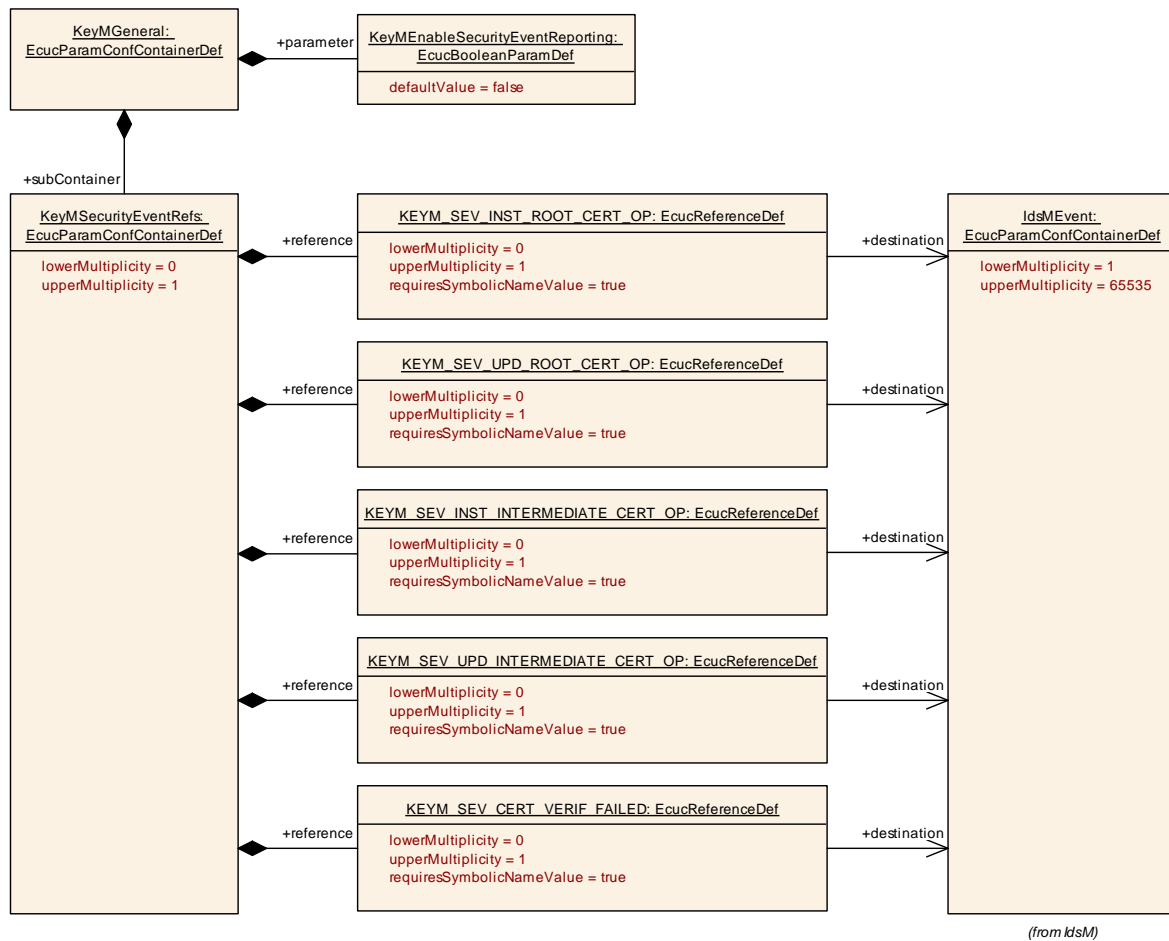 KeyMGeneral:
EcucParamConfContainerDef
+parameter
KeyMEnableSecurityEventReporting:
EcucBooleanParamDef
defaultValue = false
+subContainer
KeyMSecurityEventRefs:
EcucParamConfContainerDef
lowerMultiplicity = 0
upperMultiplicity = 1
+reference
KEYM_SEV_INST_ROOT_CERT_OP: EcucReferenceDef
lowerMultiplicity = 0
upperMultiplicity = 1
requiresSymbolicNameValue = true
+destination
IdsMEvent:
EcucParamConfContainerDef
lowerMultiplicity = 1
upperMultiplicity = 65535
+reference
KEYM_SEV_UPD_ROOT_CERT_OP: EcucReferenceDef
lowerMultiplicity = 0
upperMultiplicity = 1
requiresSymbolicNameValue = true
+destination
+reference
KEYM_SEV_INST_INTERMEDIATE_CERT_OP: EcucReferenceDef
lowerMultiplicity = 0
upperMultiplicity = 1
requiresSymbolicNameValue = true
+destination
+reference
KEYM_SEV_UPD_INTERMEDIATE_CERT_OP: EcucReferenceDef
lowerMultiplicity = 0
upperMultiplicity = 1
requiresSymbolicNameValue = true
+destination
+reference
KEYM_SEV_CERT_VERIF_FAILED: EcucReferenceDef
lowerMultiplicity = 0
upperMultiplicity = 1
requiresSymbolicNameValue = true
+destination
(from IdsM)